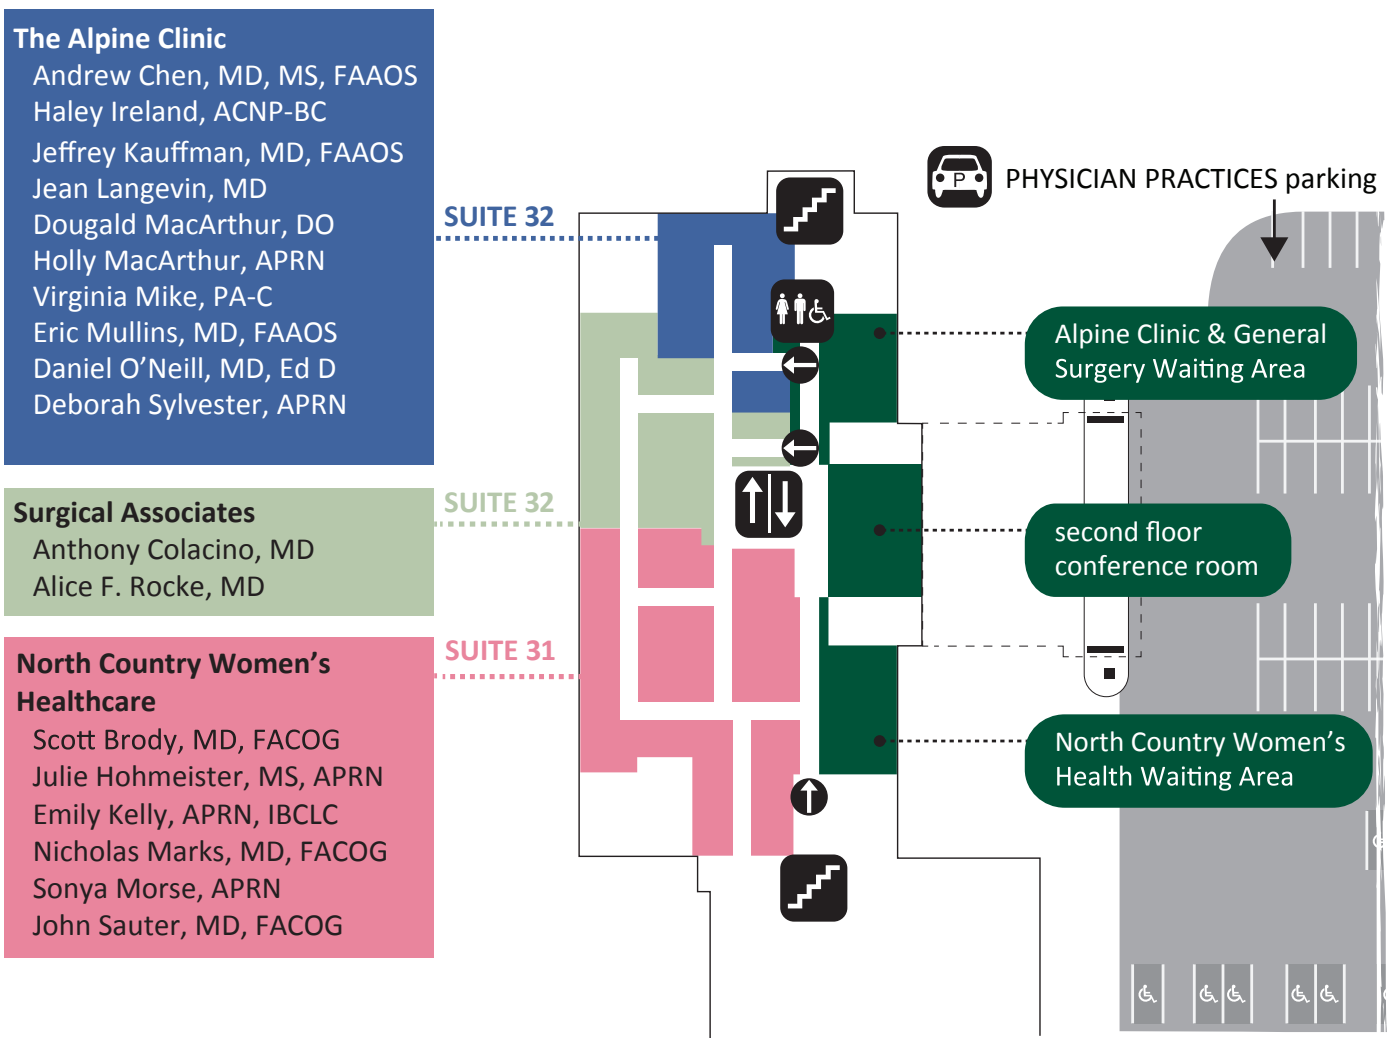 The Alpine Clinic
Andrew Chen, MD, MS, FAAOS
Haley Ireland, ACNP-BC
Jeffrey Kauffman, MD, FAAOS
Jean Langevin, MD
Dougald MacArthur, DO
Holly MacArthur, APRN
Virginia Mike, PA-C
Eric Mullins, MD, FAAOS
Daniel O’Neill, MD, Ed D
Deborah Sylvester, APRN
SUITE 32
Surgical Associates
Anthony Colacino, MD
Alice F. Rocke, MD
SUITE 32
North Country Women’s
Healthcare
Scott Brody, MD, FACOG
Julie Hohmeister, MS, APRN
Emily Kelly, APRN, IBCLC
Nicholas Marks, MD, FACOG
Sonya Morse, APRN
John Sauter, MD, FACOG
SUITE 31
P
PHYSICIAN PRACTICES parking
Alpine Clinic & General
Surgery Waiting Area
second floor
conference room
North Country Women’s
Health Waiting Area